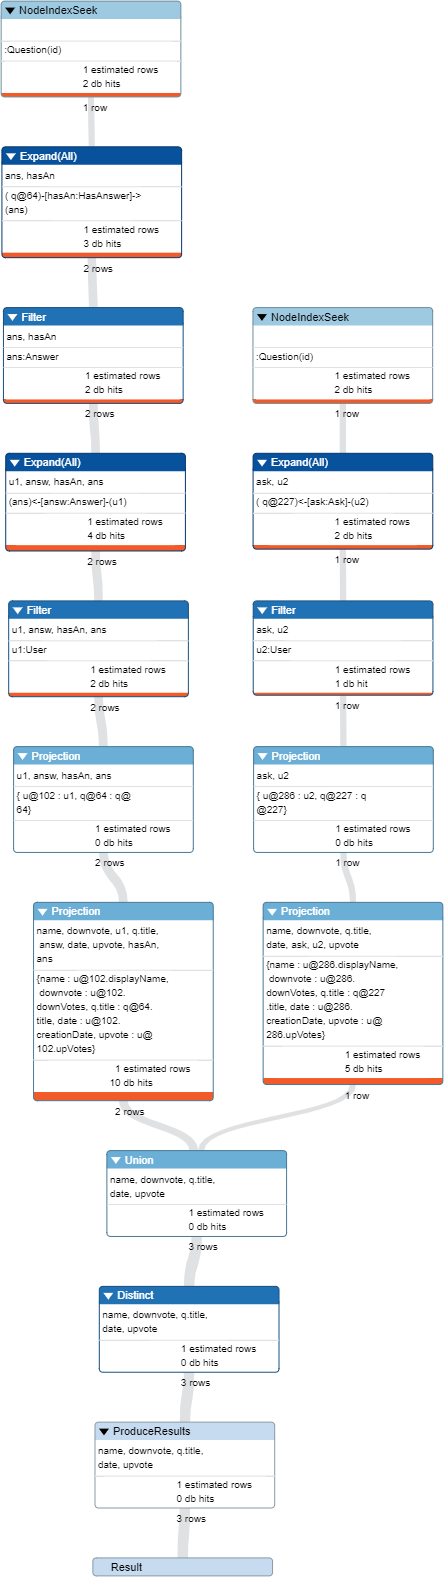 NodeIndexSeek
:Question(id)
1 estimated rows
2 db hits
1 row
Expand(All)
ans, hasAn
( q@64)-[hasAn:HasAnswer]->
(ans)
1 estimated rows
3 db hits
2 rows
Filter
ans, hasAn
ans:Answer
1 estimated rows
2 db hits
2 rows
Expand(All)
u1, answ, hasAn, ans
(ans)<-[answ:Answer]-(u1)
1 estimated rows
4 db hits
2 rows
Filter
u1, answ, hasAn, ans
u1:User
1 estimated rows
2 db hits
2 rows
Projection
u1, answ, hasAn, ans
{ u@102 : u1, q@64 : q@
64}
1 estimated rows
0 db hits
2 rows
Projection
name, downvote, u1, q.title,
answ, date, upvote, hasAn,
ans
{name : u@102.displayName,
downvote : u@102.
downVotes, q.title : q@64.
title, date : u@102.
creationDate, upvote : u@
102.upVotes}
1 estimated rows
10 db hits
2 rows
NodeIndexSeek
:Question(id)
1 estimated rows
2 db hits
1 row
Expand(All)
ask, u2
( q@227)<-[ask:Ask]-(u2)
1 estimated rows
2 db hits
1 row
Filter
ask, u2
u2:User
1 estimated rows
1 db hit
1 row
Projection
ask, u2
{ u@286 : u2, q@227 : q
@227}
1 estimated rows
0 db hits
1 row
Projection
name, downvote, q.title,
date, ask, u2, upvote
{name : u@286.displayName,
downvote : u@286.
downVotes, q.title : q@227
.title, date : u@286.
creationDate, upvote : u@
286.upVotes}
1 estimated rows
5 db hits
1 row
Union
name, downvote, q.title,
date, upvote
1 estimated rows
0 db hits
3 rows
Distinct
name, downvote, q.title,
date, upvote
1 estimated rows
0 db hits
3 rows
ProduceResults
name, downvote, q.title,
date, upvote
1 estimated rows
0 db hits
3 rows
Result